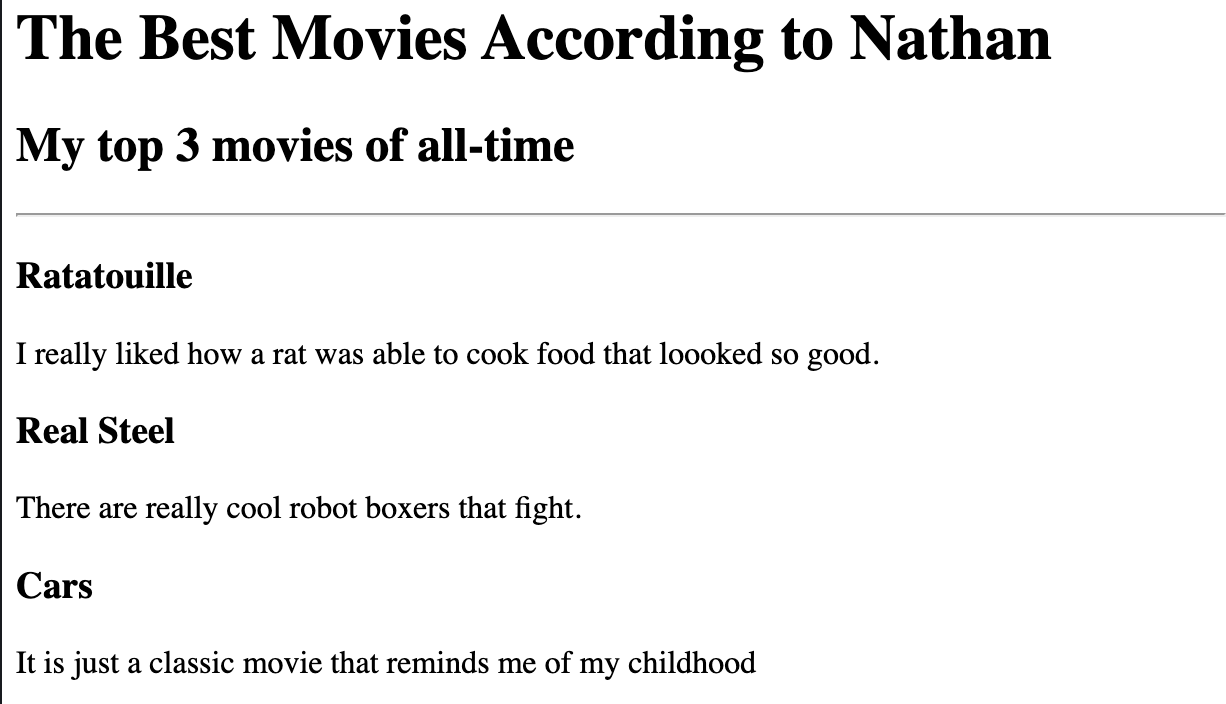 The Best Movies According to Nathan
My top 3 movies of all-time
Ratatouille
I really liked how a rat was able to cook food that loooked so good.
Real Steel
There are really cool robot boxers that fight.
Cars
It is just a classic movie that reminds me of my childhood